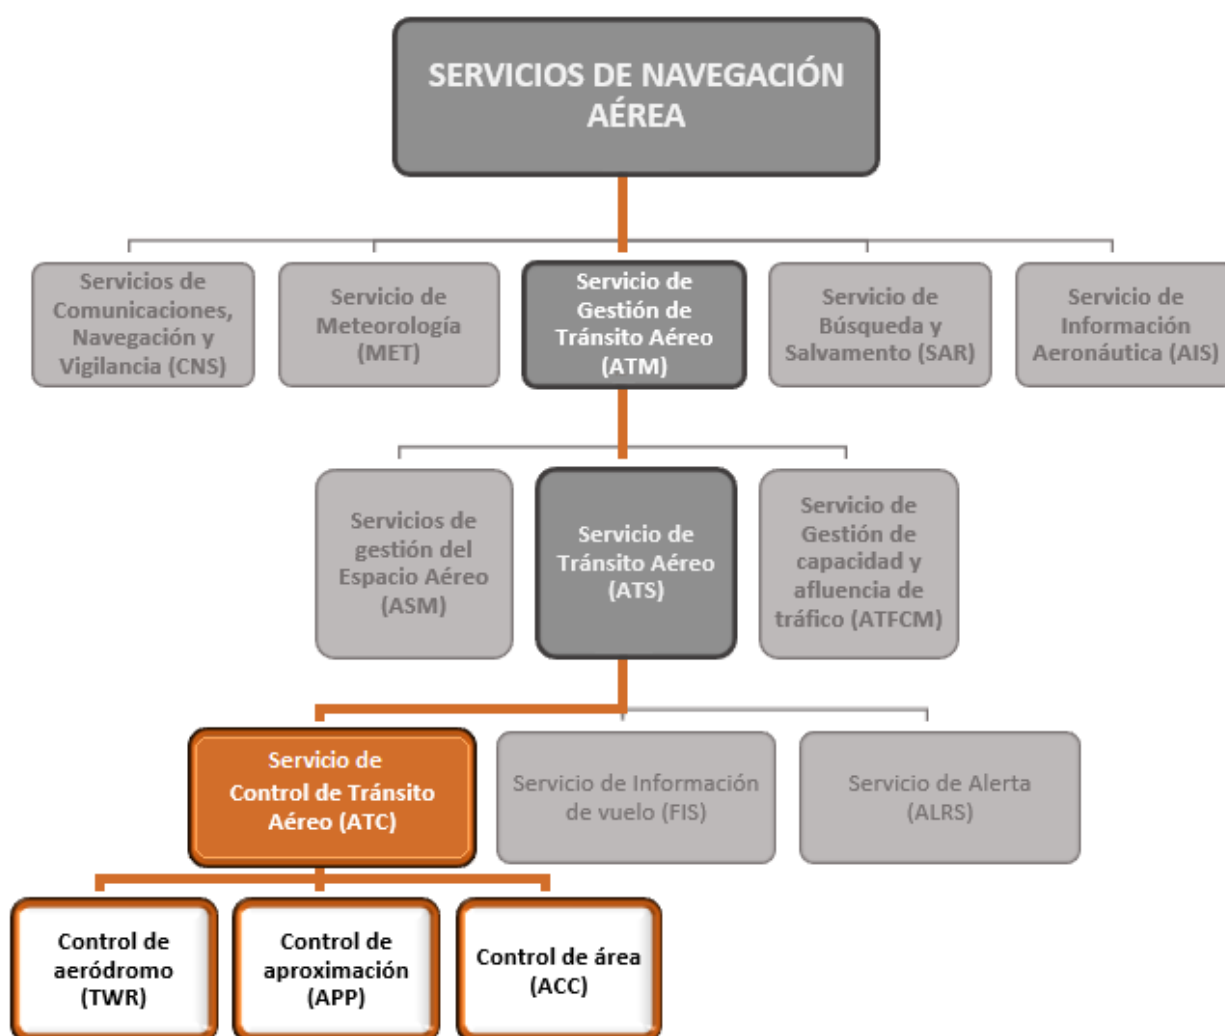 SERVICIOS DE NAVEGACIÓN
AÉREA
Servicios de
Comunicaciones,
Navegación y
Vigilancia (CNS)
Servicio de
Meteorología
(MET)
Servicio de
Gestión de
Tránsito Aéreo
(ATM)
Servicio de
Búsqueda y
Salvamento (SAR)
Servicio de
Información
Aeronáutica (AIS)
Servicios de
gestión del
Espacio Aéreo
(ASM)
Servicio de
Tránsito Aéreo
(ATS)
Servicio de
Gestión de
capacidad y
afluencia de
tráfico (ATFCM)
Servicio de
Control de Tránsito
Aéreo (ATC)
Servicio de Información
de vuelo (FIS)
Servicio de Alerta
(ALRS)
Control de
aeródromo
(TWR)
Control de
aproximación
(APP)
Control de área
(ACC)